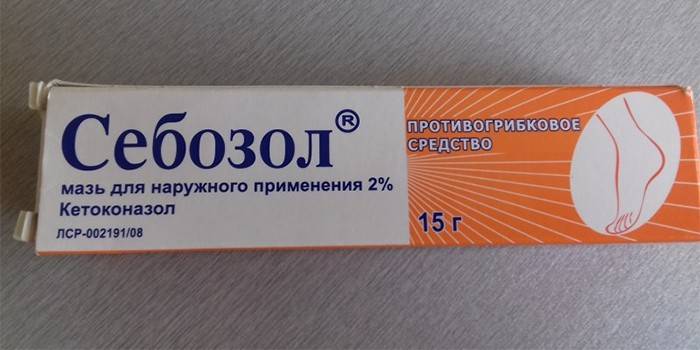 Себозол®
мазь для наружного применения 2%
Кетоконазол
ЛСР-002191/08
ПРОТИВОГРИБКОВОЕ
СРЕДСТВО
15 г